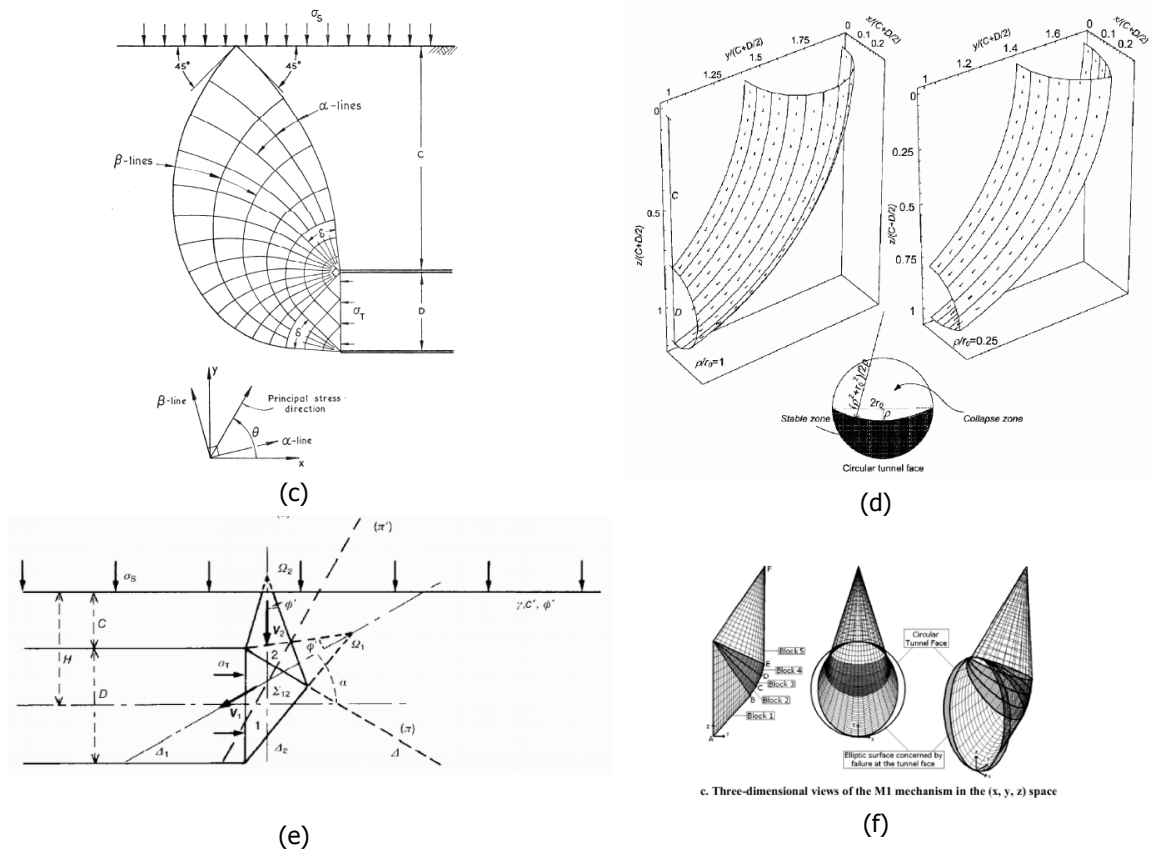 σS
45°
45°
α-lines
β-lines
C
δ
σT
D
δ
y
β-line
Principal stress
direction
θ
α-line
x
(c)
x/(C+D/2)
0
0.1
0.2
y/(C+D/2)
1.75
1.5
1.25
1
0
0.5
1
z/(C+D/2)
C
D
ρ/r0=1
x/(C+D/2)
0
0.1
0.2
y/(C+D/2)
1.6
1.4
1.2
1
0
0.25
0.5
0.75
1
z/(C+D/2)
ρ/r0=0.25
(ρ²+r0²)/2ρ
2r0
ρ
Stable zone
Collapse zone
Circular tunnel face
(d)
(π')
σS
Ω2
φ'
γ,c', φ'
C
v2
Ω1
H
2
φ'
σT
D
Σ12
α
v1
1
(π)
Δ1
Δ2
Δ
(e)
F
Circular
Tunnel Face
Block 5
E
Block 4
D
Block 3
C
B
Block 2
Block 1
A
Elliptic surface concerned by
failure at the tunnel face
c. Three-dimensional views of the M1 mechanism in the (x, y, z) space
(f)